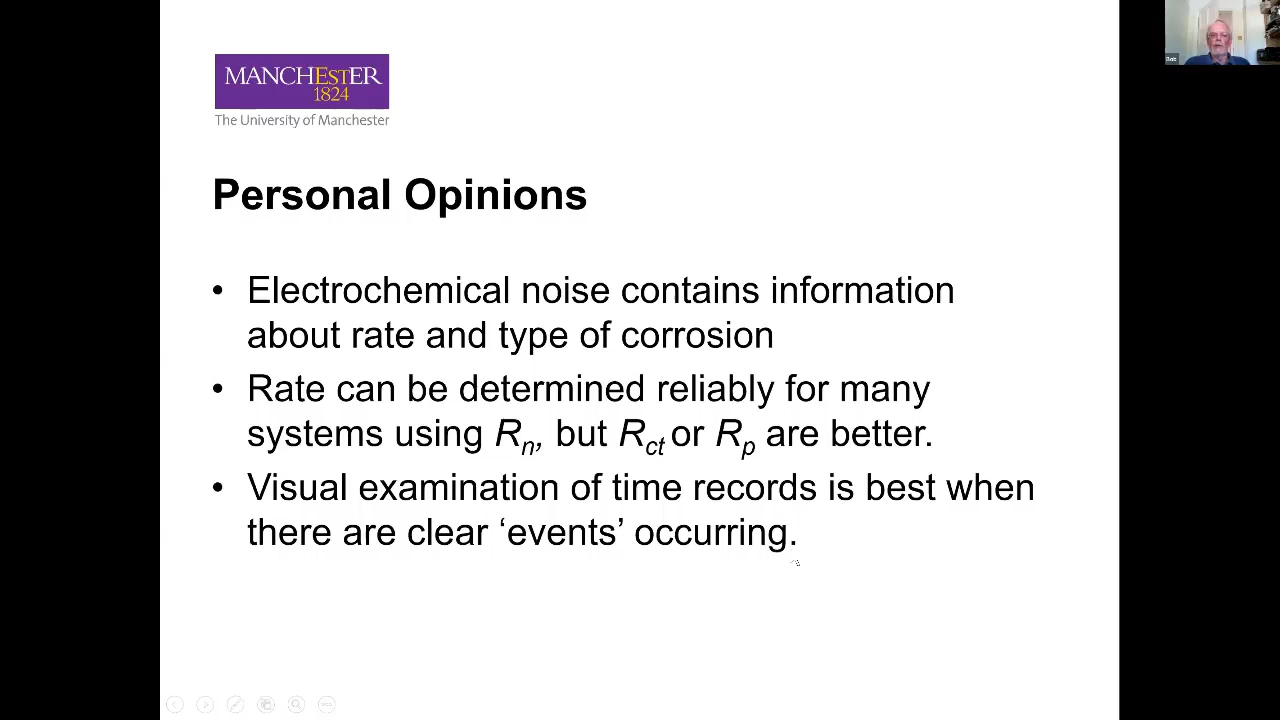 MANCHESTER
1824
The University of Manchester
Bob
Personal Opinions
• Electrochemical noise contains information
about rate and type of corrosion
• Rate can be determined reliably for many
systems using Rn, but Rct or Rp are better.
• Visual examination of time records is best when
there are clear ‘events’ occurring.